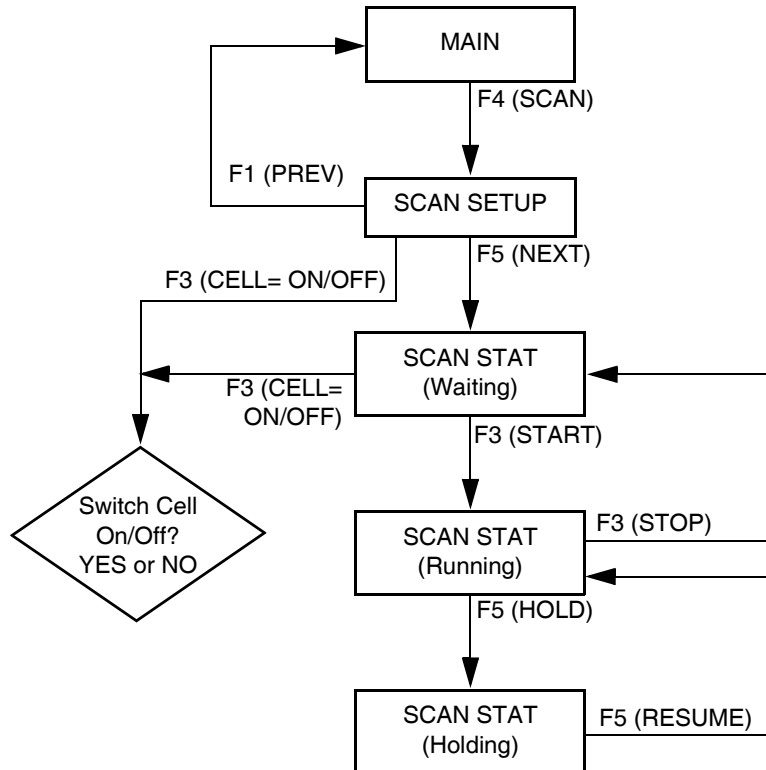 MAIN
F4 (SCAN)
F1 (PREV)
SCAN SETUP
F5 (NEXT)
F3 (CELL= ON/OFF)
SCAN STAT
(Waiting)
F3 (CELL=
ON/OFF)
F3 (START)
Switch Cell
On/Off?
YES or NO
SCAN STAT
(Running)
F3 (STOP)
F5 (HOLD)
SCAN STAT
(Holding)
F5 (RESUME)